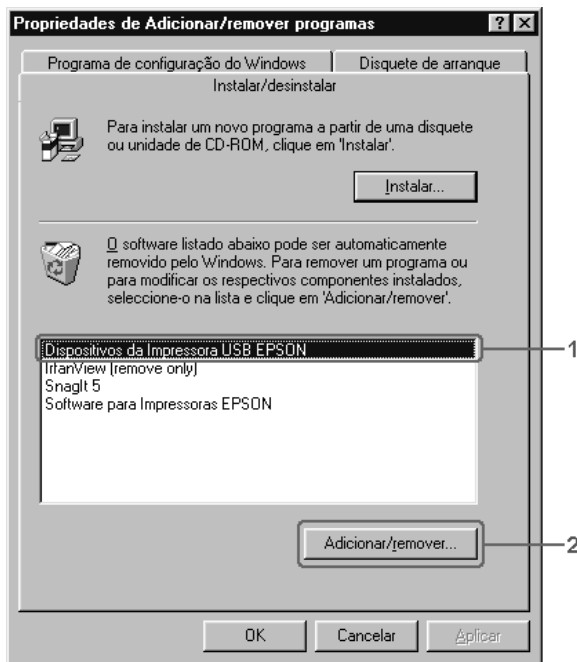 Propriedades de Adicionar/remover programas
Programa de configuração do Windows
Disquete de arranque
Instalar/desinstalar
Para instalar um novo programa a partir de uma disquete
ou unidade de CD-ROM, clique em 'Instalar'.
Instalar...
O software listado abaixo pode ser automaticamente
removido pelo Windows. Para remover um programa ou
para modificar os respectivos componentes instalados,
seleccione-o na lista e clique em 'Adicionar/remover'.
Dispositivos da Impressora USB EPSON
1
IrfanView (remove only)
SnagIt 5
Software para Impressoras EPSON
Adicionar/remover...
2
OK
Cancelar
Aplicar